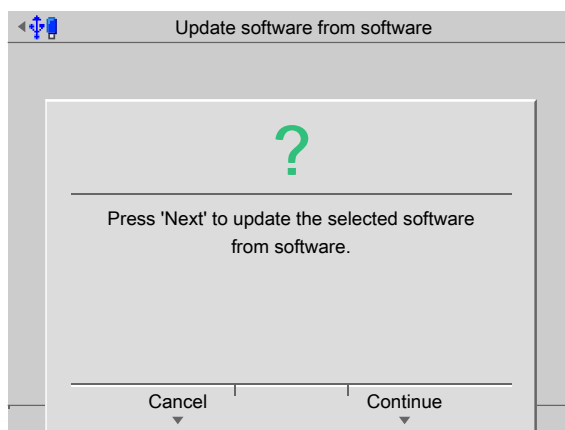 Update software from software
?
Press 'Next' to update the selected software
from software.
Cancel Continue